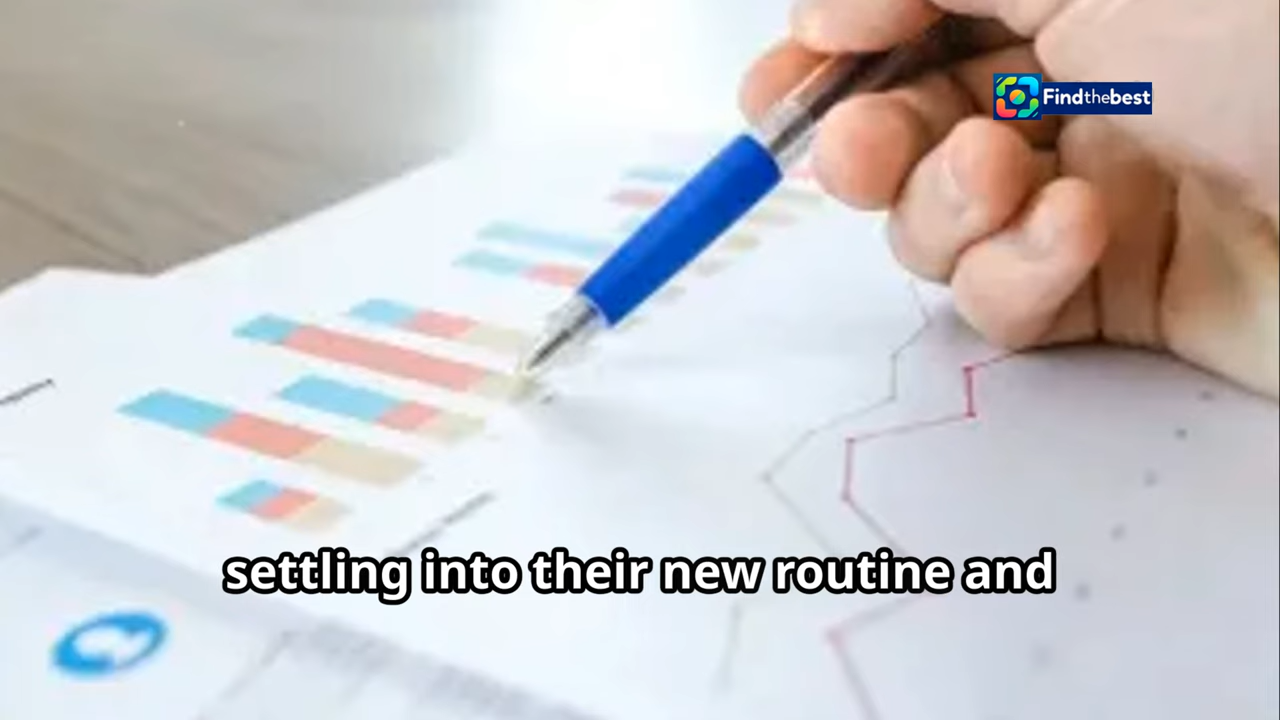 Findthebest
settling into their new routine and